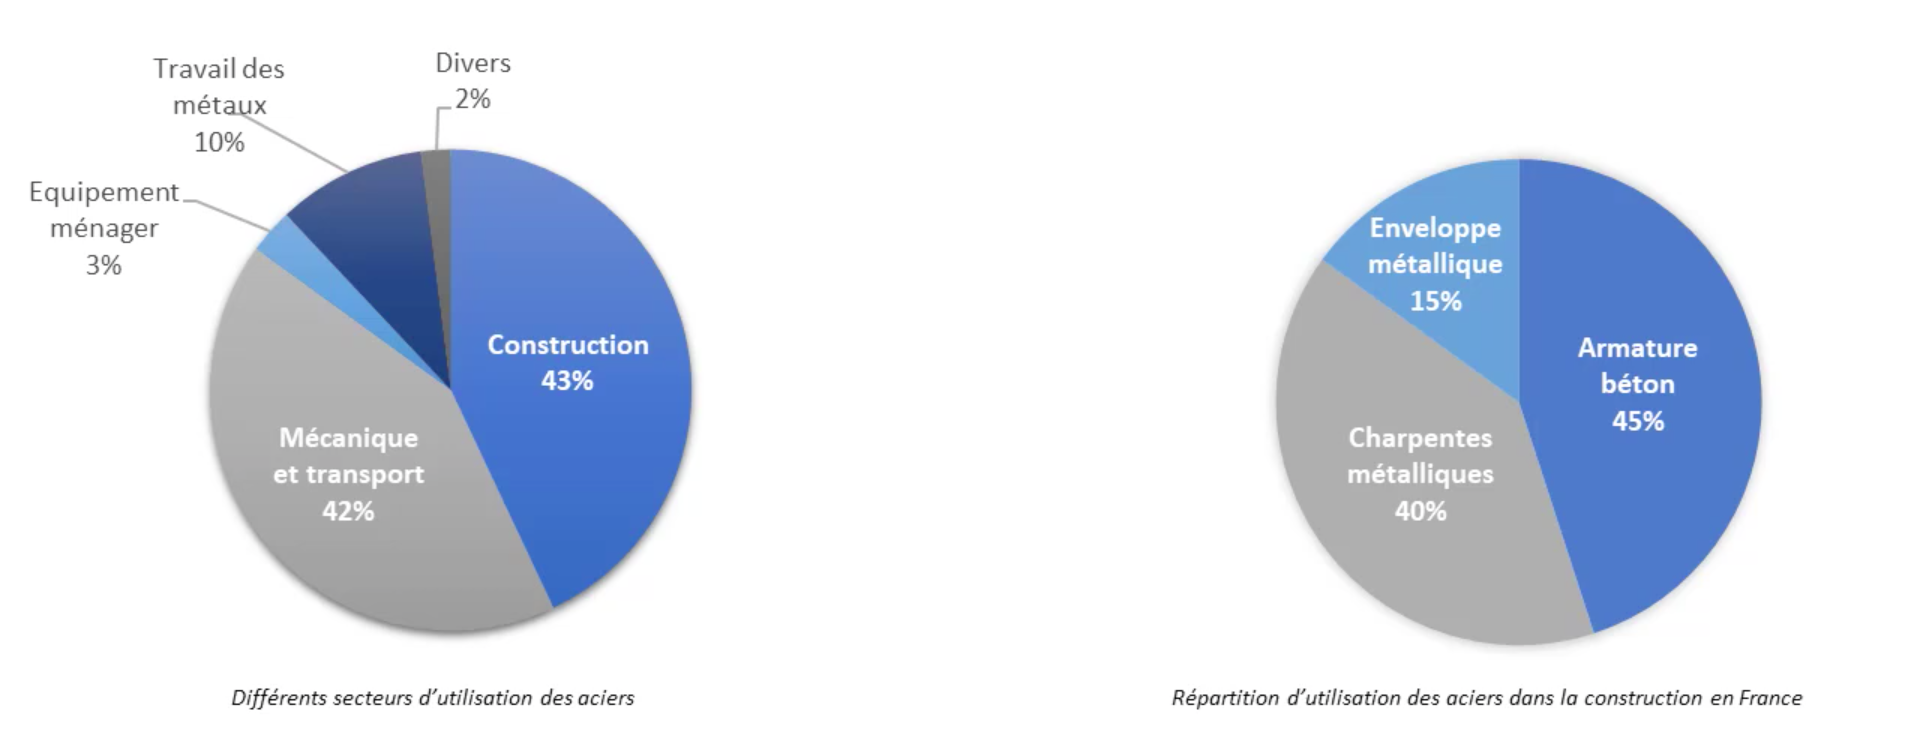 Travail des
métaux
10%
Divers
2%
Equipement
ménager
3%
Construction
43%
Mécanique
et transport
42%
Différents secteurs d'utilisation des aciers
Enveloppe
métallique
15%
Armature
béton
45%
Charpentes
métalliques
40%
Répartition d'utilisation des aciers dans la construction en France